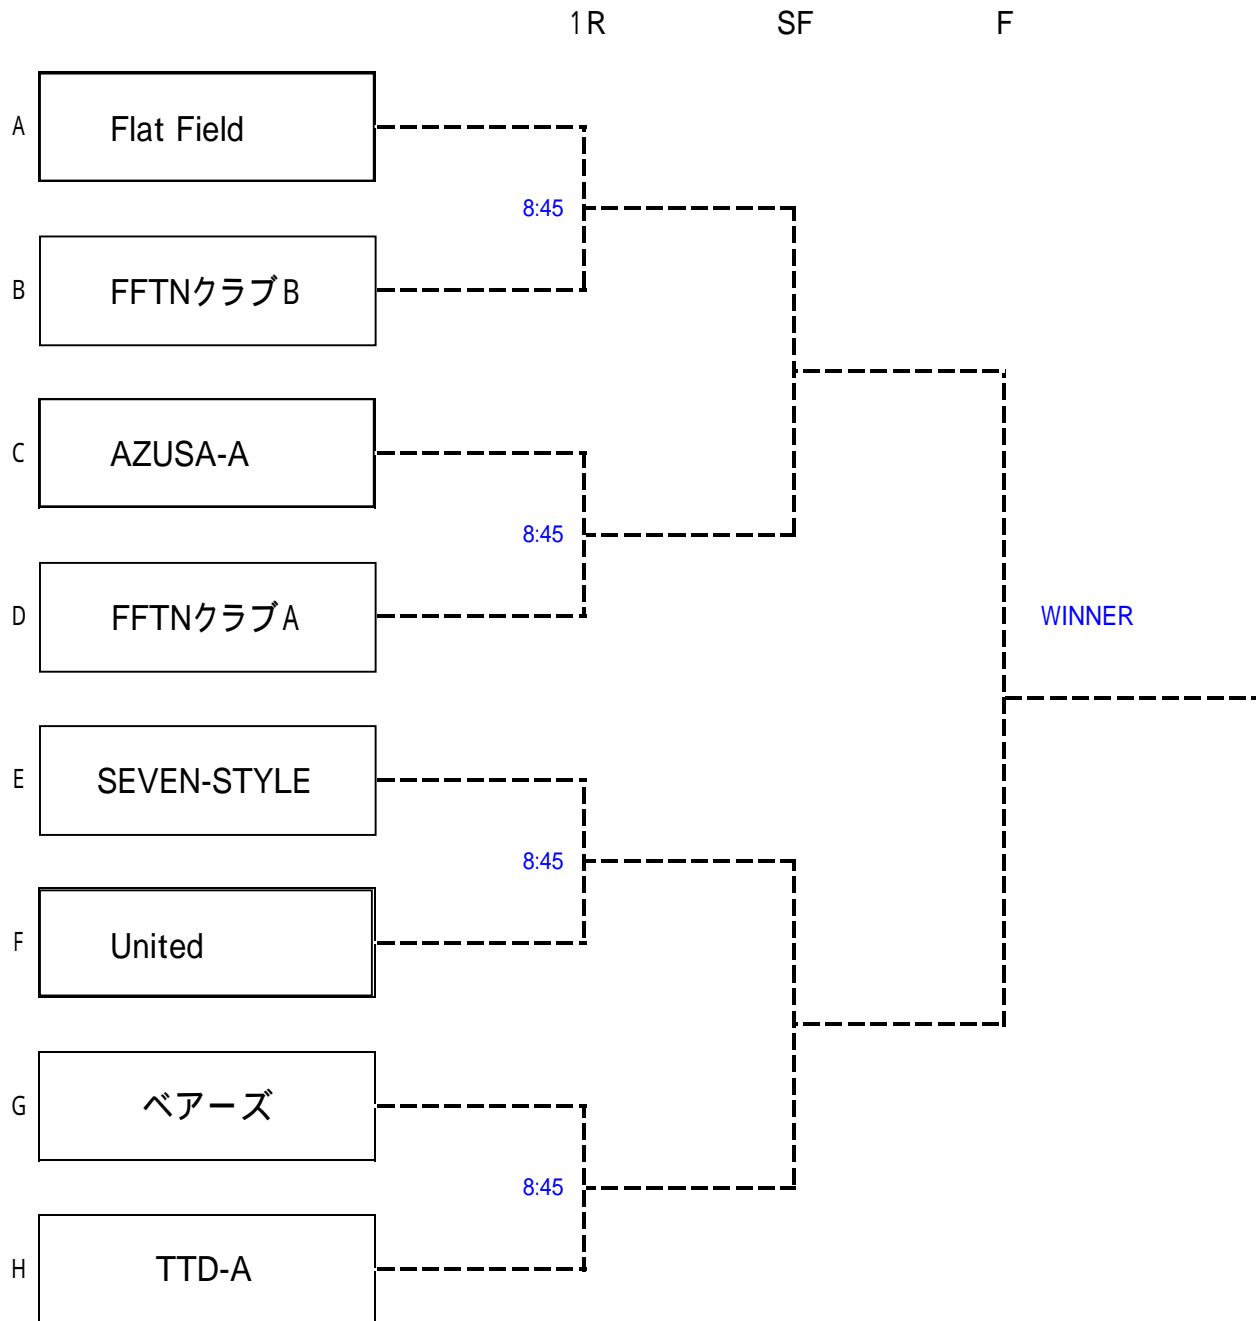 1R SF F
A Flat Field
8:45
B FFTNクラブB
C AZUSA-A
8:45
D FFTNクラブA
WINNER
E SEVEN-STYLE
8:45
F United
G ベアーズ
8:45
H TTD-A